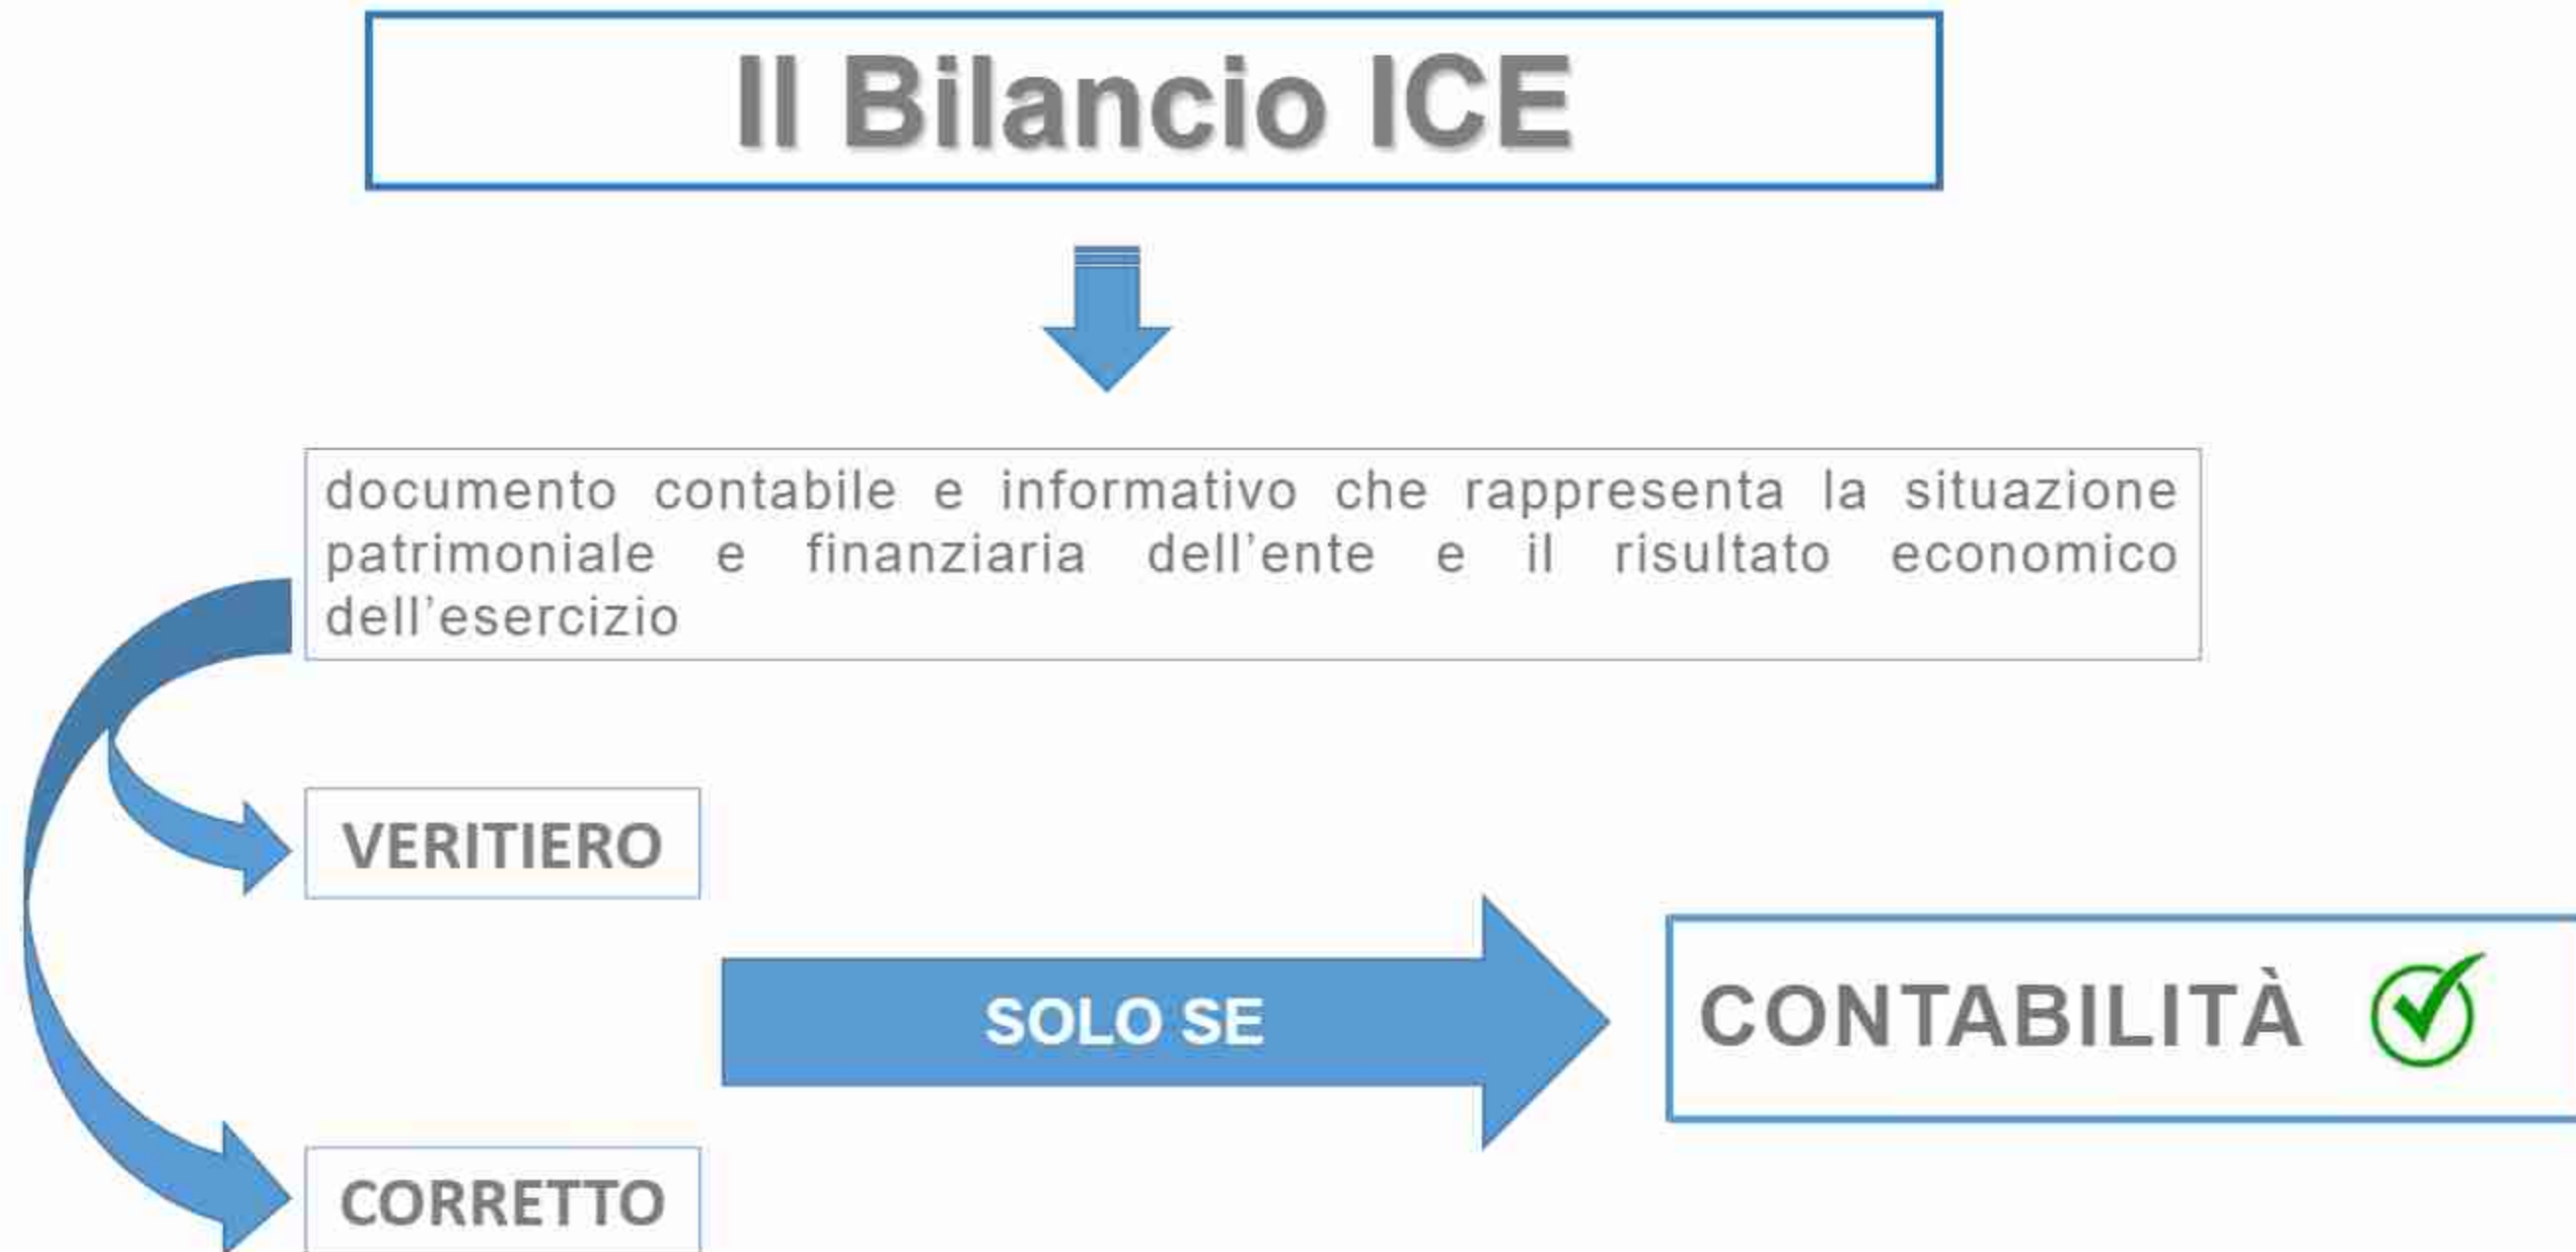 Il Bilancio ICE
documento contabile e informativo che rappresenta la situazione
patrimoniale e finanziaria dell'ente e il risultato economico
dell'esercizio
VERITIERO
SOLO SE
CONTABILITÀ
CORRETTO